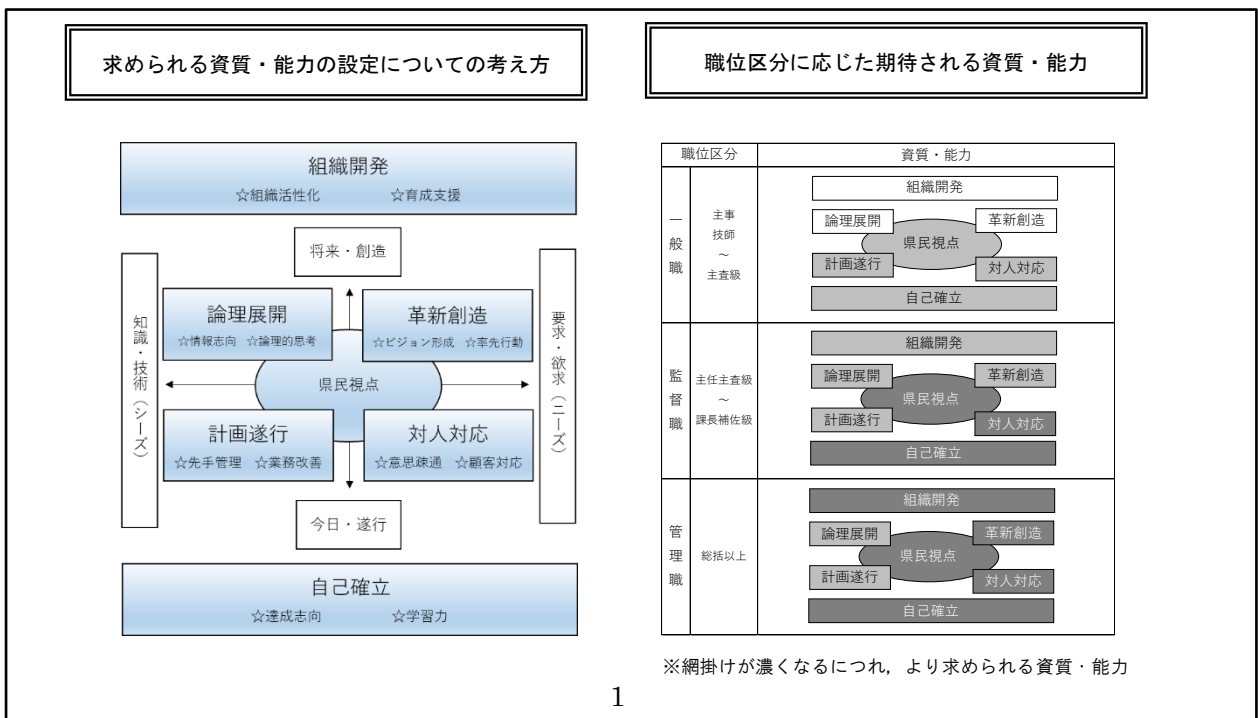 求められる資質・能力の設定についての考え方
組織開発
☆組織活性化 ☆育成支援
将来・創造
知識・技術（シーズ）
論理展開
☆情報志向 ☆論理的思考
革新創造
☆ビジョン形成 ☆率先行動
要求・欲求（ニーズ）
県民視点
計画遂行
☆先手管理 ☆業務改善
対人対応
☆意思疎通 ☆顧客対応
今日・遂行
自己確立
☆達成志向 ☆学習力
職位区分に応じた期待される資質・能力
職位区分 資質・能力
一般職
主事
技師
～
主査級
組織開発
論理展開 革新創造
県民視点
計画遂行 対人対応
自己確立
監督職
主任主査級
～
課長補佐級
組織開発
論理展開 革新創造
県民視点
計画遂行 対人対応
自己確立
管理職
総括以上
組織開発
論理展開 革新創造
県民視点
計画遂行 対人対応
自己確立
※網掛けが濃くなるにつれ，より求められる資質・能力
1